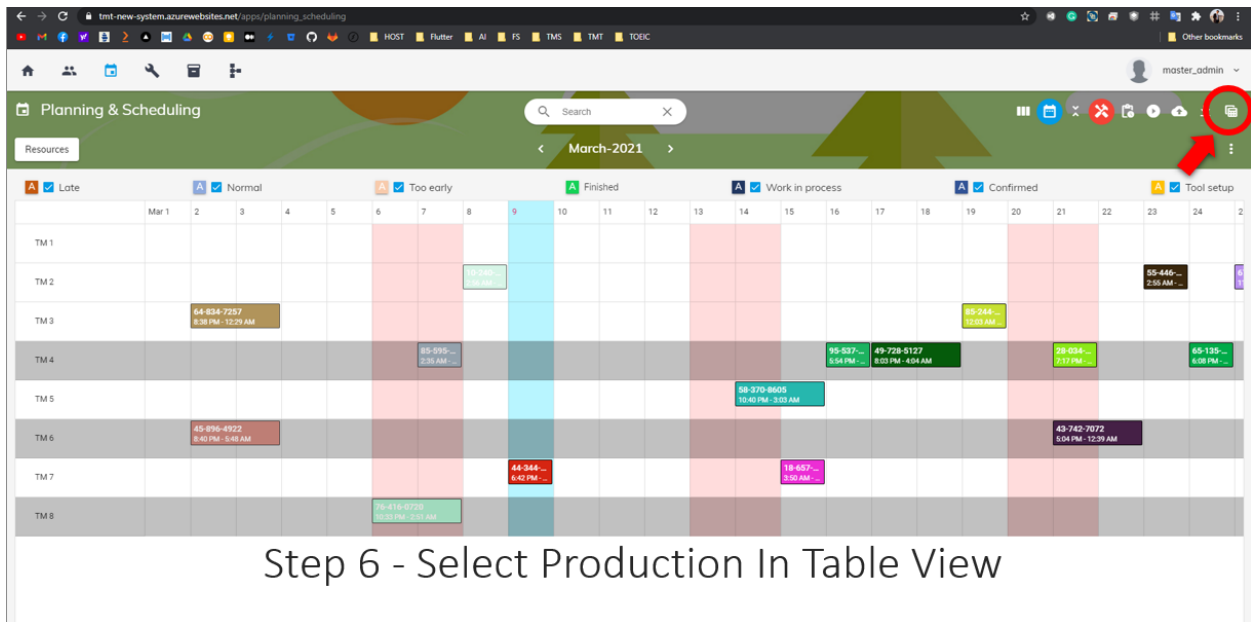 tmt-new-system.azurewebsites.net/apps/planning_scheduling
HOST Flutter AI FS TMS TMT TOEIC Other bookmarks
master_admin
Planning & Scheduling
Search
Resources
March-2021
A Late A Normal A Too early A Finished A Work in process A Confirmed A Tool setup
Mar 1 2 3 4 5 6 7 8 9 10 11 12 13 14 15 16 17 18 19 20 21 22 23 24 2
TM 1
TM 2
55-446-...
2:55 AM - ...
TM 3
64-834-7257
8:38 PM - 12:29 AM
85-244-...
12:03 AM ...
TM 4
85-595-...
2:35 AM - ...
95-537-...
5:54 PM - ...
49-728-5127
8:03 PM - 4:04 AM
28-034-...
7:17 PM - ...
65-135-...
6:08 PM - ...
TM 5
58-370-8605
10:40 PM - 3:03 AM
TM 6
45-896-4922
8:40 PM - 5:48 AM
43-742-7072
5:04 PM - 12:39 AM
TM 7
44-344-...
6:42 PM - ...
18-657-...
3:50 AM - ...
TM 8
76-416-0720
Step 6 - Select Production In Table View